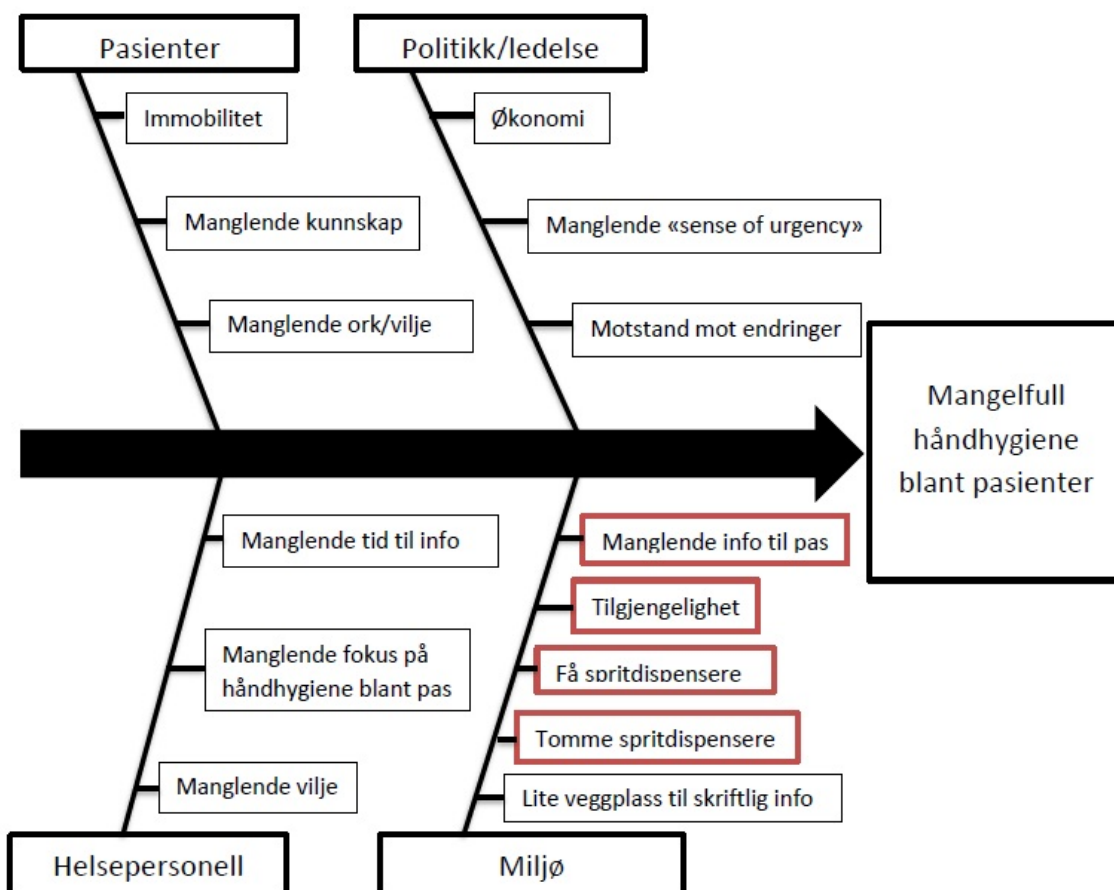 Pasienter
Politikk/ledelse
Immobilitet
Økonomi
Manglende kunnskap
Manglende «sense of urgency»
Manglende ork/vilje
Motstand mot endringer
Mangelfull
håndhygiene
blant pasienter
Manglende tid til info
Manglende fokus på
håndhygiene blant pas
Manglende vilje
Manglende info til pas
Tilgjengelighet
Få spritdispensere
Tomme spritdispensere
Lite veggplass til skriftlig info
Helsepersonell
Miljø